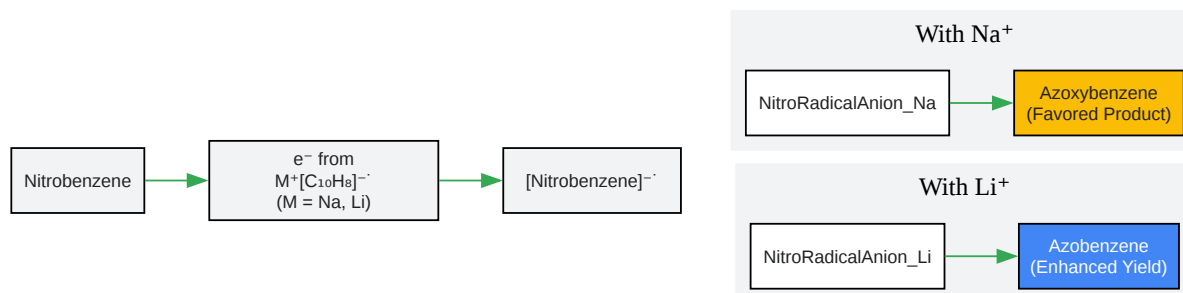 Nitrobenzene
e⁻ from
M⁺[C₁₀H₈]⁻˙
(M = Na, Li)
[Nitrobenzene]⁻˙
With Na⁺
NitroRadicalAnion_Na
Azoxybenzene
(Favored Product)
With Li⁺
NitroRadicalAnion_Li
Azobenzene
(Enhanced Yield)